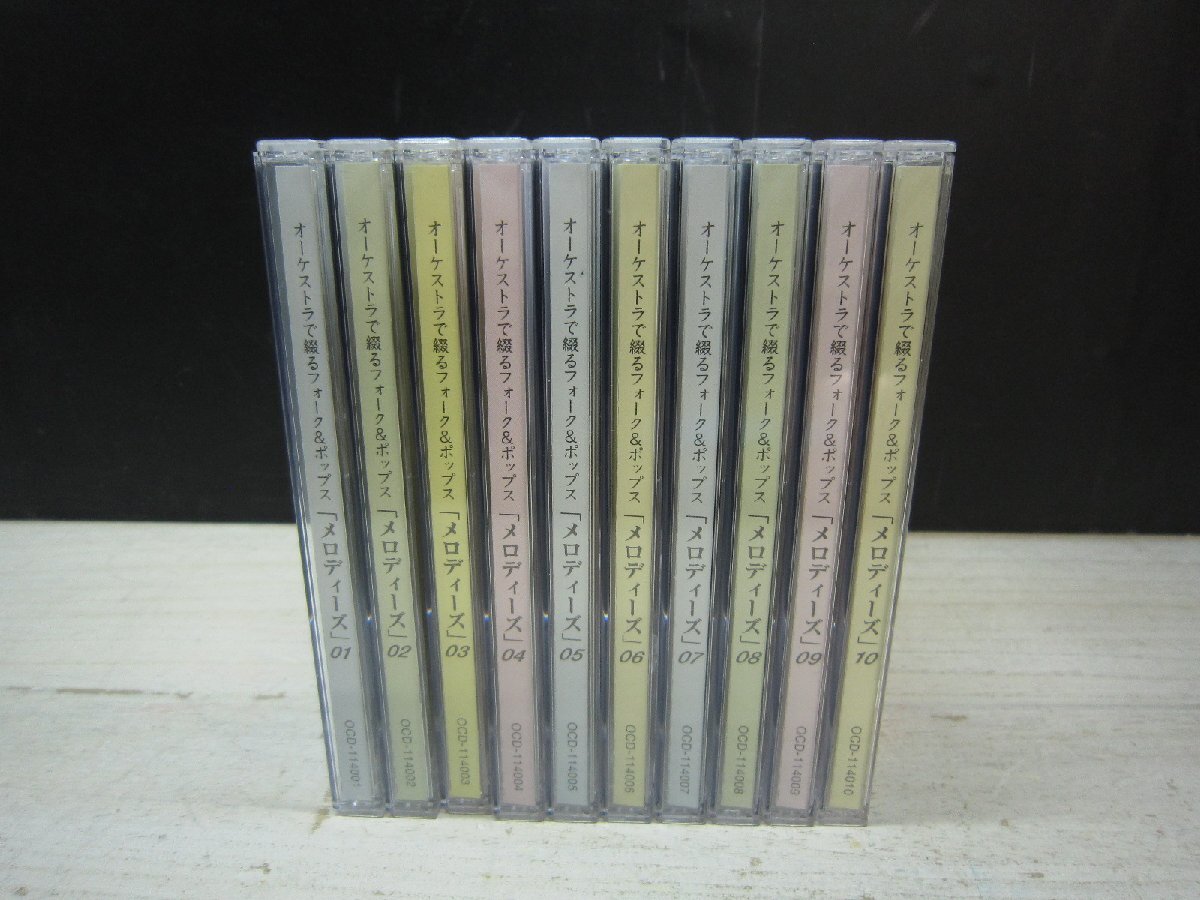 オーケストラで綴るフォーク&ポップス「メロディーズ」 01 OCD-114001
オーケストラで綴るフォーク&ポップス「メロディーズ」 02 OCD-114002
オーケストラで綴るフォーク&ポップス「メロディーズ」 03 OCD-114003
オーケストラで綴るフォーク&ポップス「メロディーズ」 04 OCD-114004
オーケストラで綴るフォーク&ポップス「メロディーズ」 05 OCD-114005
オーケストラで綴るフォーク&ポップス「メロディーズ」 06 OCD-114006
オーケストラで綴るフォーク&ポップス「メロディーズ」 07 OCD-114007
オーケストラで綴るフォーク&ポップス「メロディーズ」 08 OCD-114008
オーケストラで綴るフォーク&ポップス「メロディーズ」 09 OCD-114009
オーケストラで綴るフォーク&ポップス「メロディーズ」 10 OCD-114010